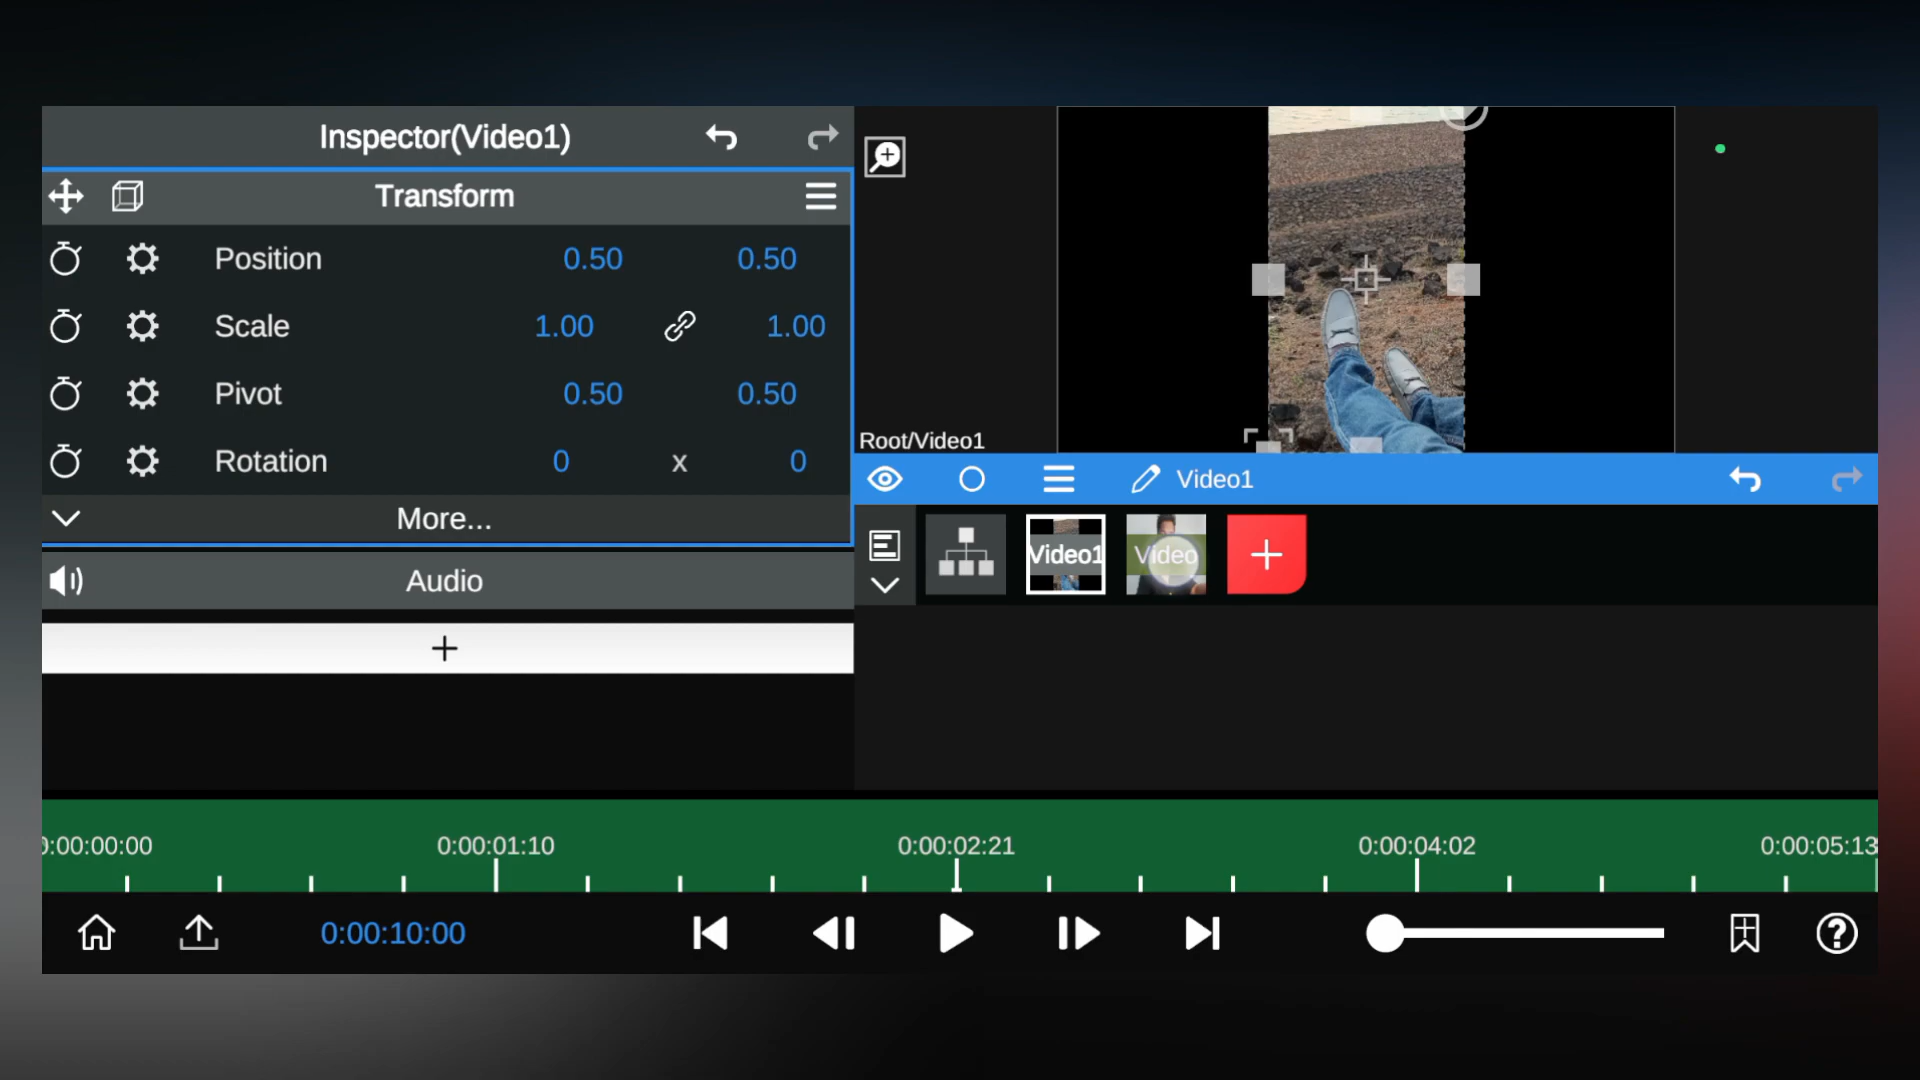 Inspector(Video1)
Transform
Position 0.50 0.50
Scale 1.00 1.00
Pivot 0.50 0.50
Rotation 0 x 0
More...
Audio
+
Root/Video1
Video1
Video1 Video +
0:00:00:00 0:00:01:10 0:00:02:21 0:00:04:02 0:00:05:13
0:00:10:00
?